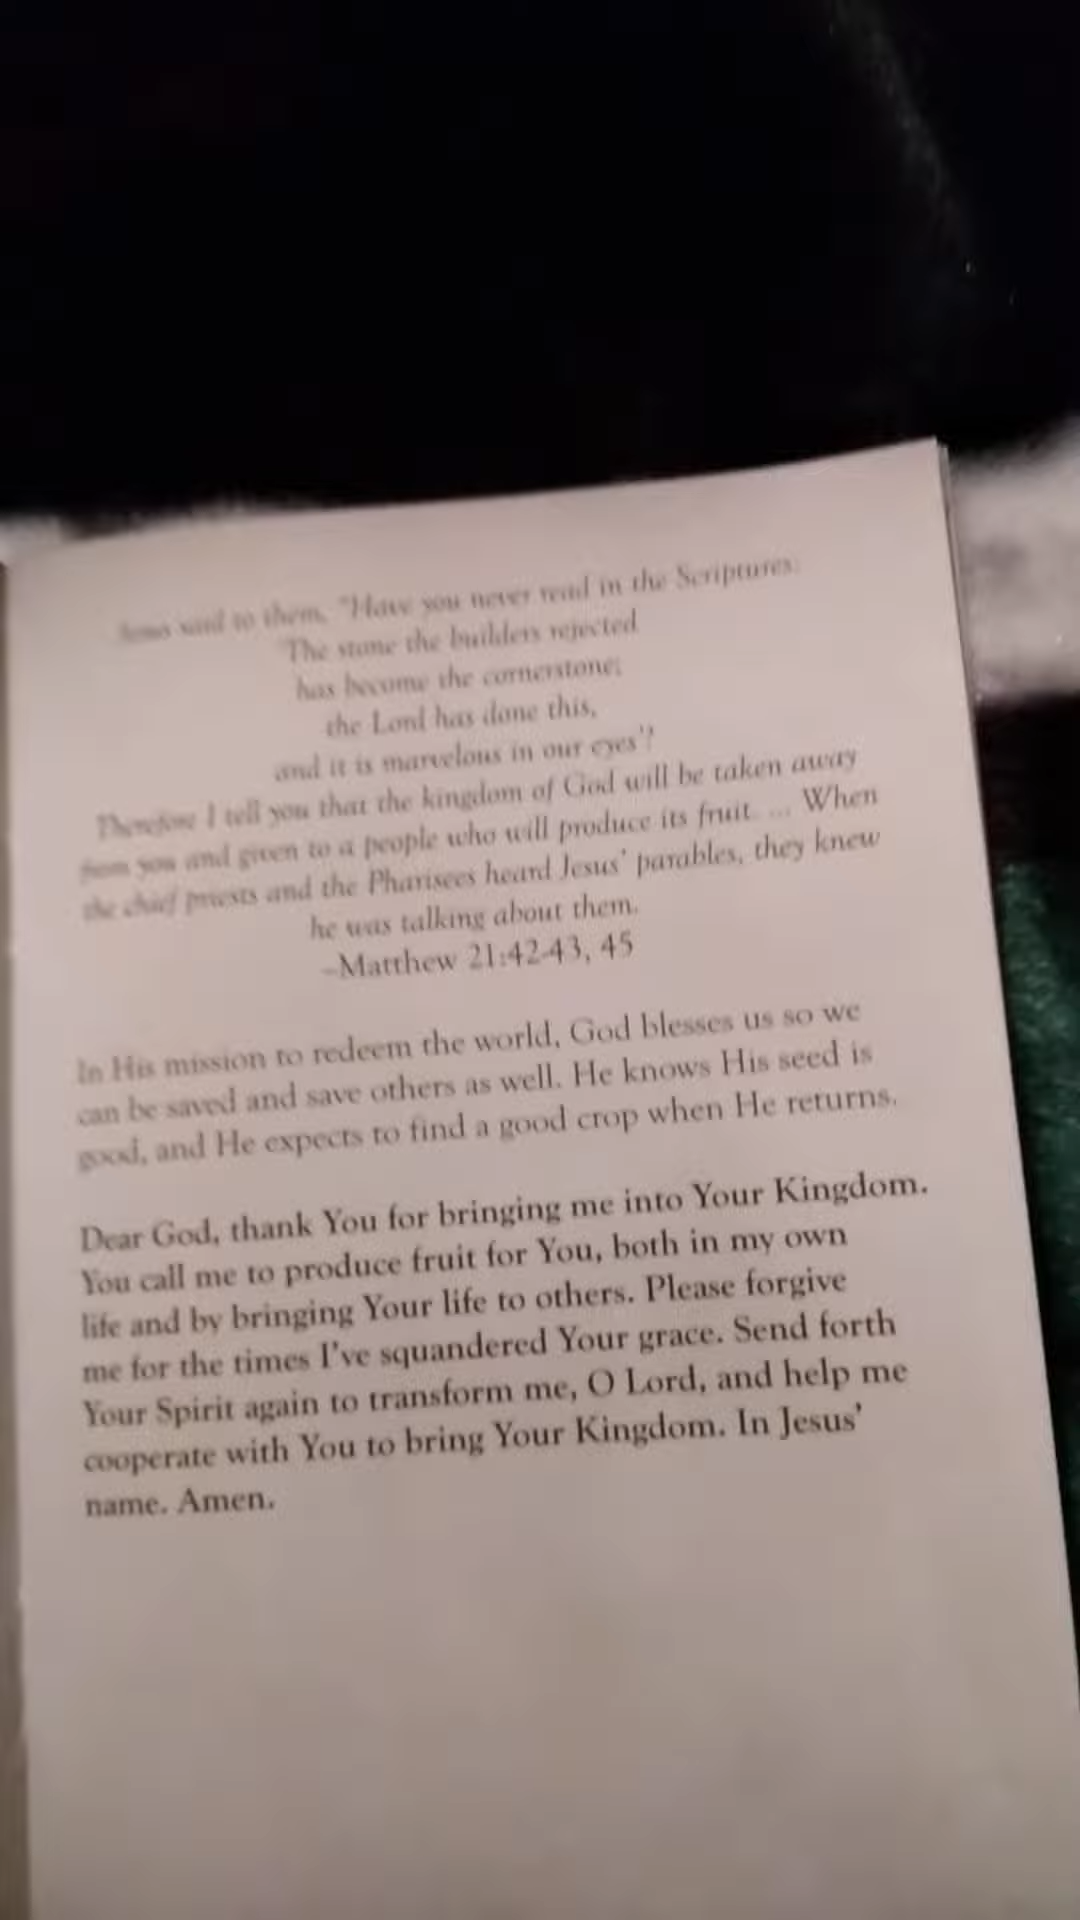 Jesus said to them, "Have you never read in the Scriptures:
'The stone the builders rejected
has become the cornerstone;
the Lord has done this,
and it is marvelous in our eyes'?
Therefore I tell you that the kingdom of God will be taken away
from you and given to a people who will produce its fruit. ... When
the chief priests and the Pharisees heard Jesus' parables, they knew
he was talking about them.
–Matthew 21:42-43, 45
In His mission to redeem the world, God blesses us so we
can be saved and save others as well. He knows His seed is
good, and He expects to find a good crop when He returns.
Dear God, thank You for bringing me into Your Kingdom.
You call me to produce fruit for You, both in my own
life and by bringing Your life to others. Please forgive
me for the times I've squandered Your grace. Send forth
Your Spirit again to transform me, O Lord, and help me
cooperate with You to bring Your Kingdom. In Jesus'
name. Amen.